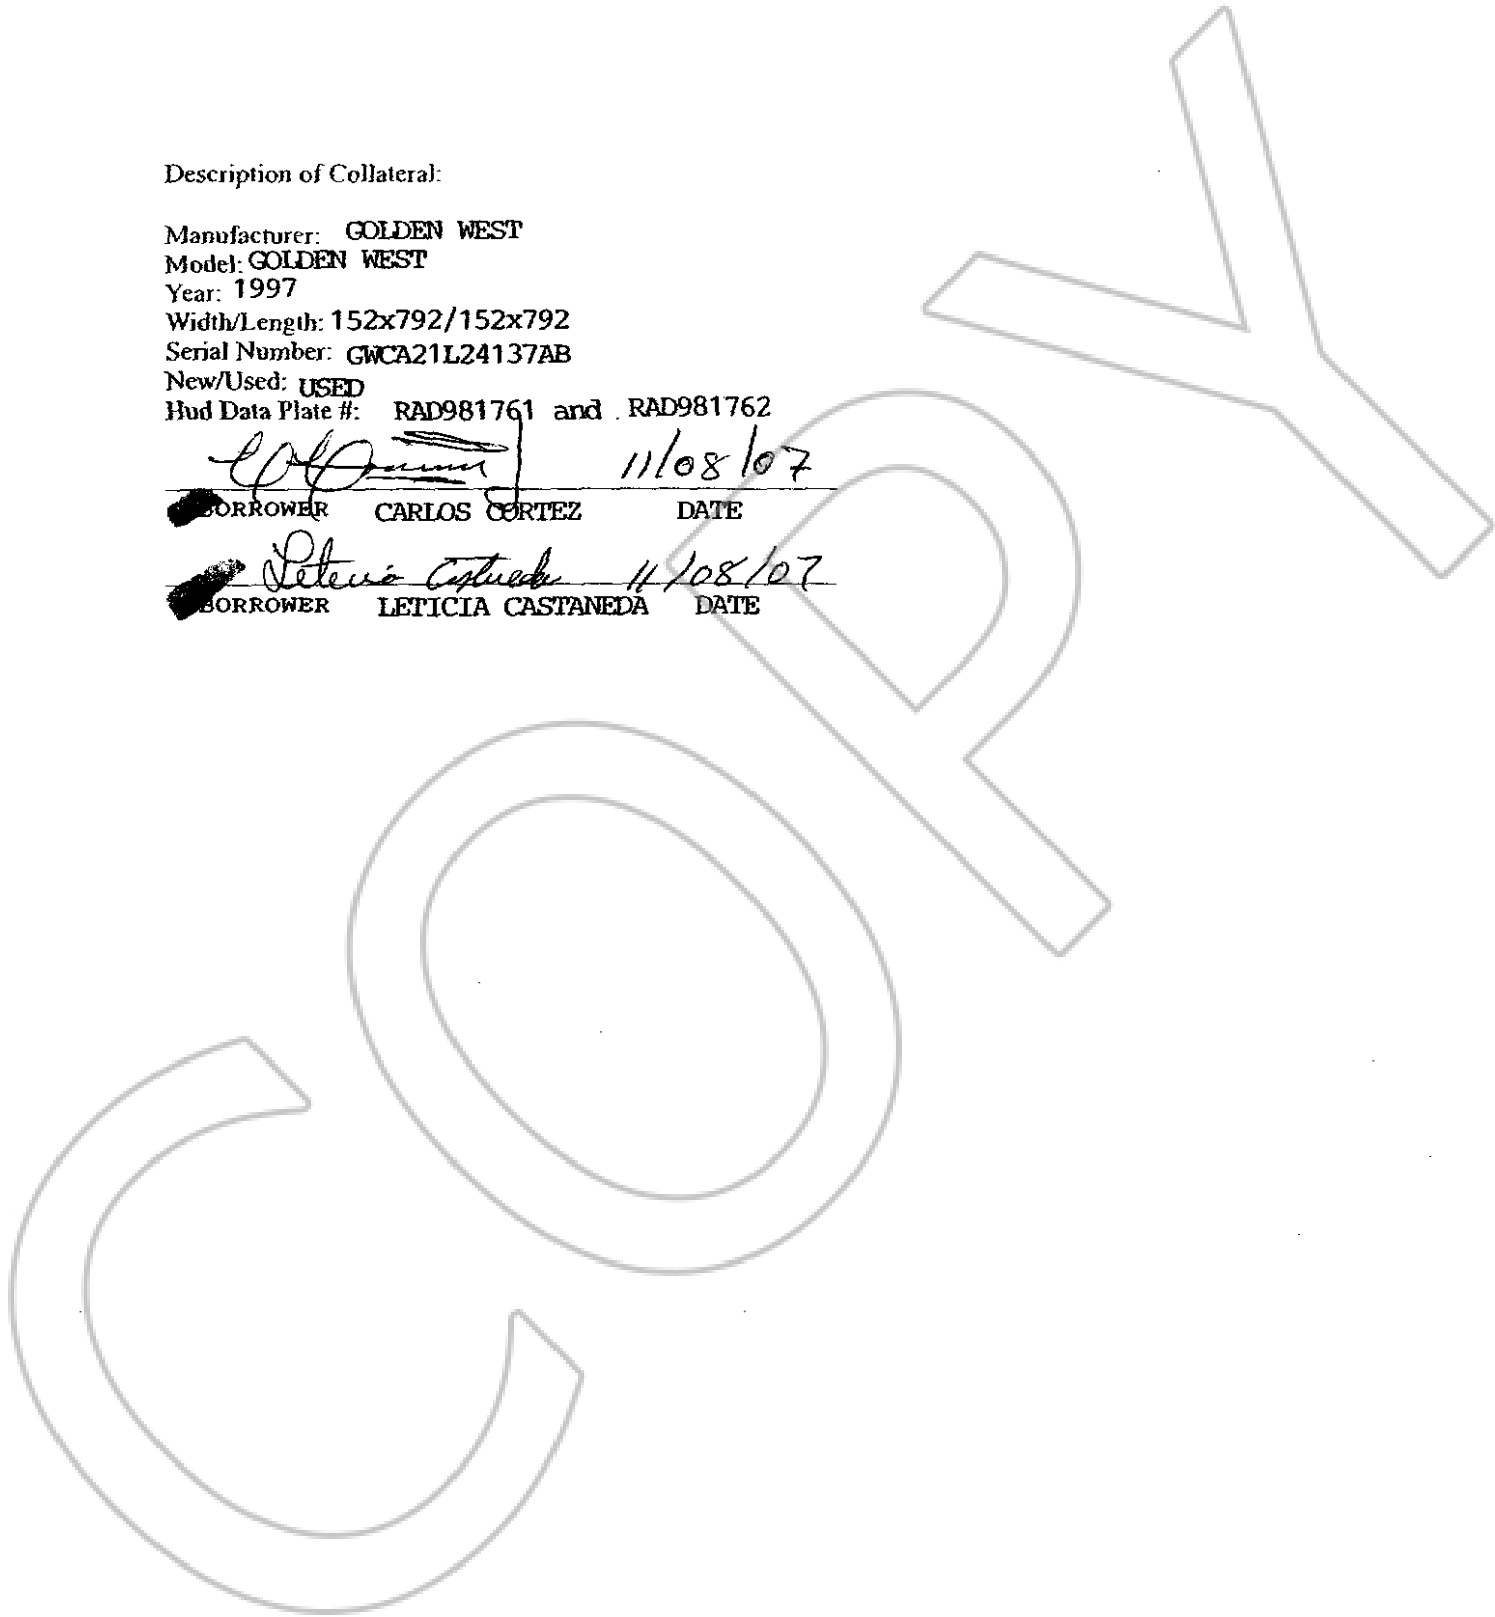 Description of Collateral:
Manufacturer: GOLDEN WEST
Model: GOLDEN WEST
Year: 1997
Width/Length: 152x792/152x792
Serial Number: GWCA21L24137AB
New/Used: USED
Hud Data Plate #: RAD981761 and RAD981762
11/08/07
BORROWER CARLOS CORTEZ DATE
Leticia Castaneda 11/08/07
BORROWER LETICIA CASTANEDA DATE
COPY